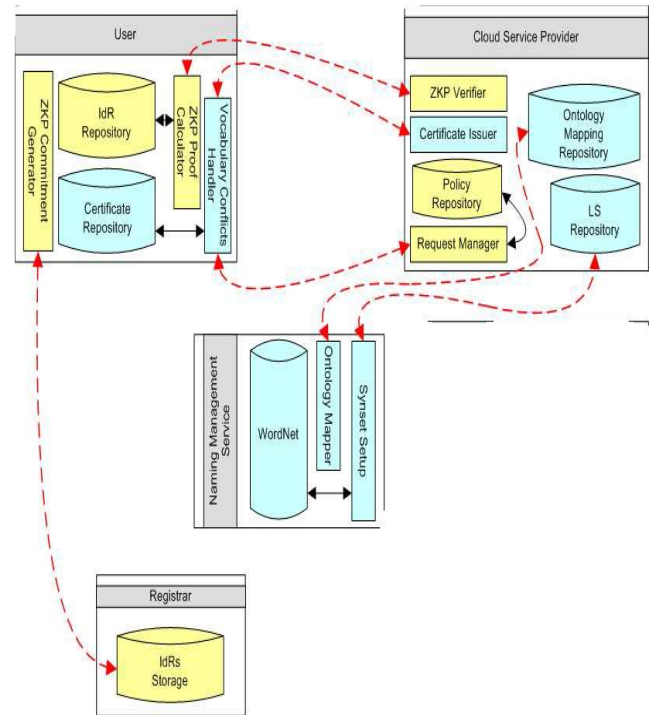 User
ZKP Commitment
Generator
IdR
Repository
Certificate
Repository
ZKP Proof
Calculator
Vocabulary Conflicts
Handler
Cloud Service Provider
ZKP Verifier
Certificate Issuer
Policy
Repository
Request Manager
Ontology
Mapping
Repository
LS
Repository
Naming Management
Service
WordNet
Ontology Mapper
Synset Setup
Registrar
IdRs
Storage